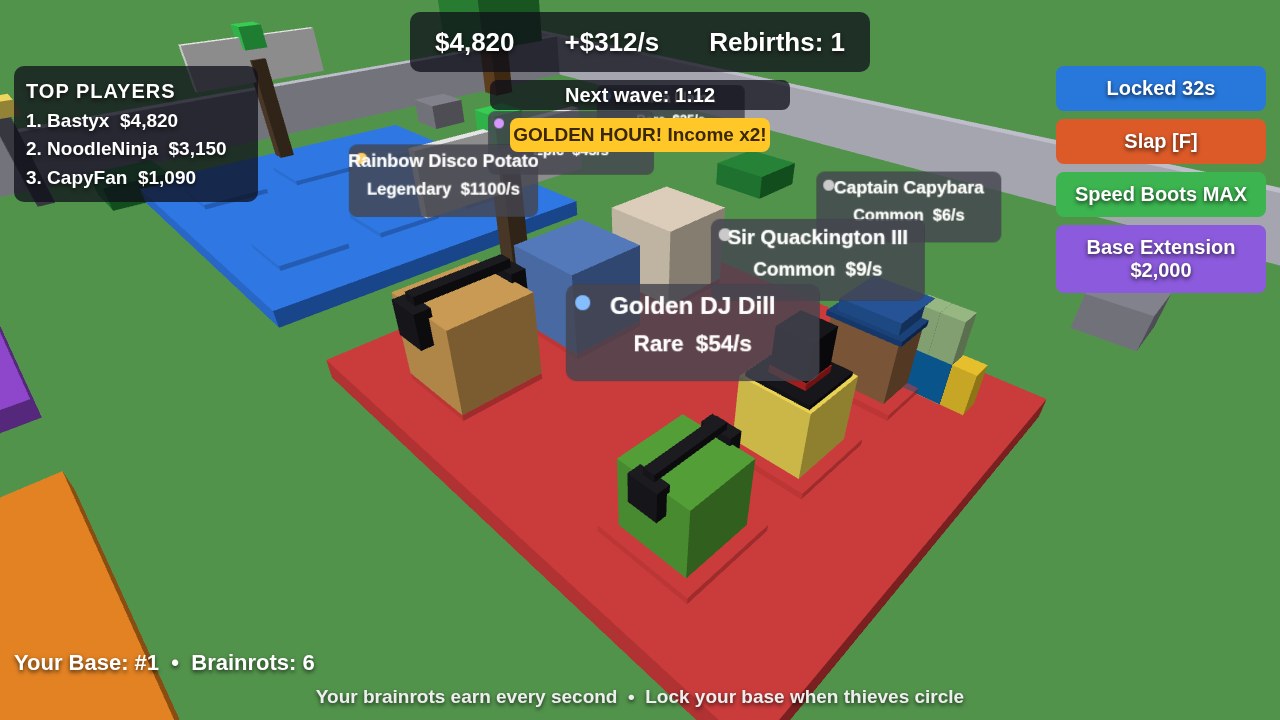 $4,820 +$312/s Rebirths: 1
Next wave: 1:12
GOLDEN HOUR! Income x2!
TOP PLAYERS
1. Bastyx $4,820
2. NoodleNinja $3,150
3. CapyFan $1,090
Locked 32s
Slap [F]
Speed Boots MAX
Base Extension
$2,000
Rainbow Disco Potato
Legendary $1100/s
Captain Capybara
Common $6/s
Sir Quackington III
Common $9/s
Golden DJ Dill
Rare $54/s
Your Base: #1 • Brainrots: 6
Your brainrots earn every second • Lock your base when thieves circle